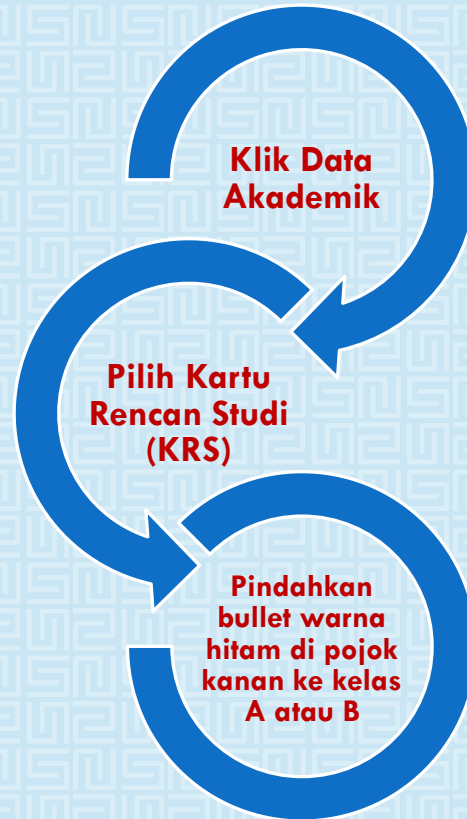 Klik Data
Akademik
Pilih Kartu
Rencan Studi
(KRS)
Pindahkan
bullet warna
hitam di pojok
kanan ke kelas
A atau B